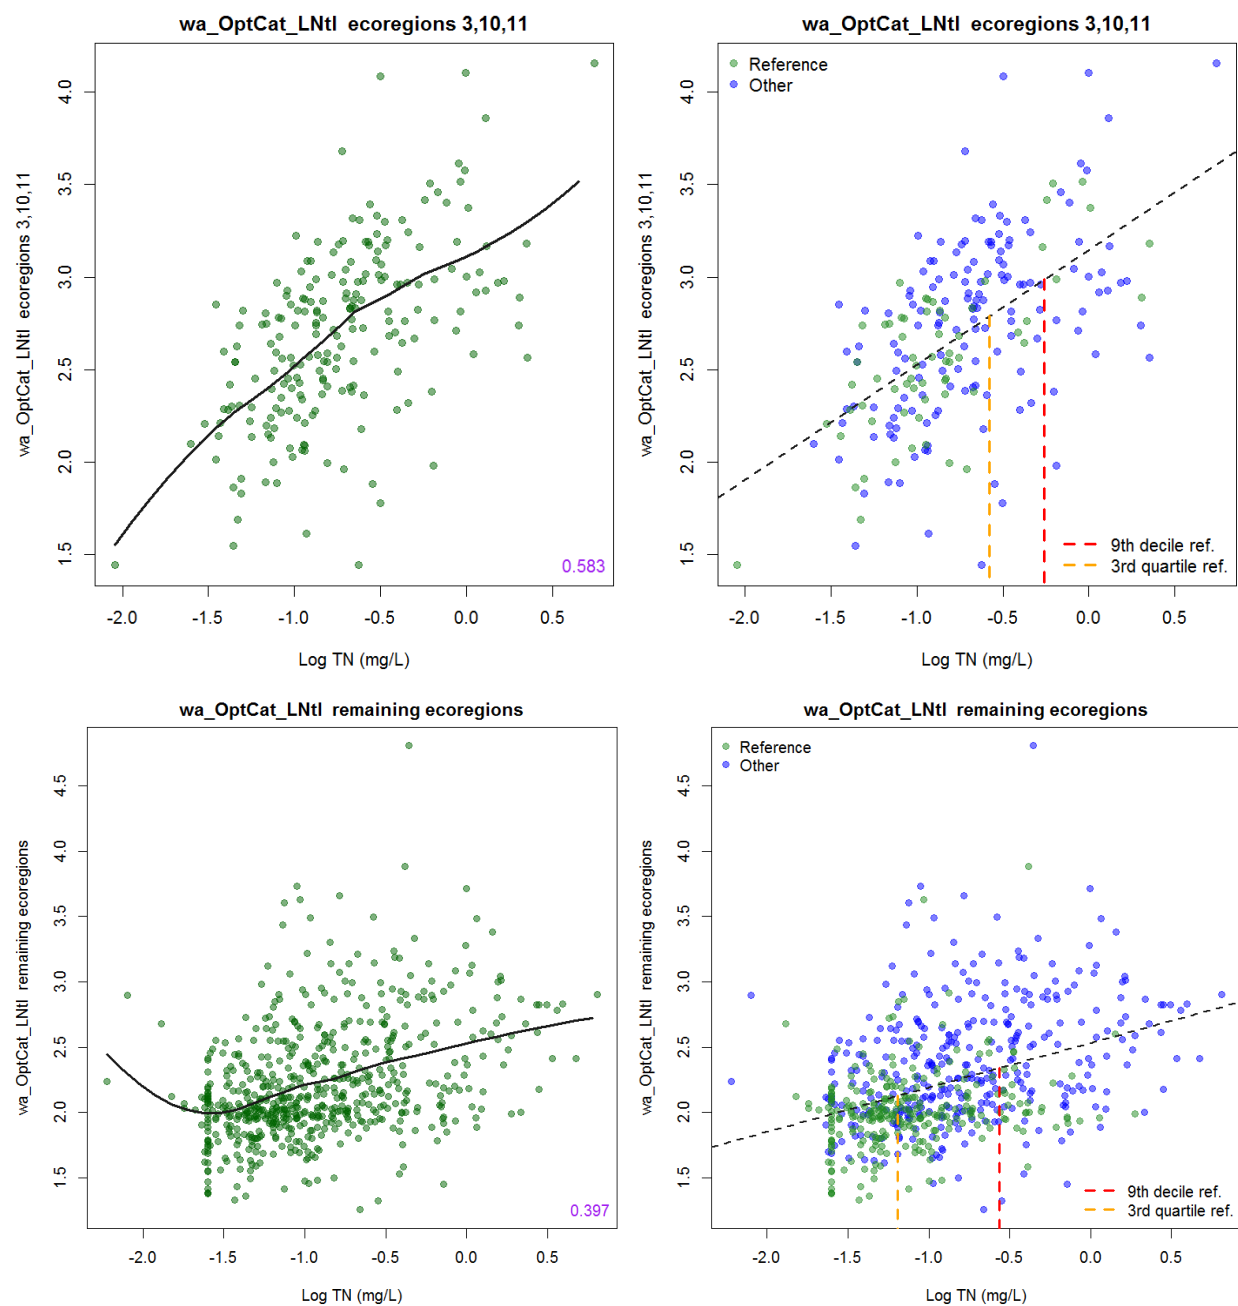 wa_OptCat_LNtl ecoregions 3,10,11
wa_OptCat_LNtl ecoregions 3,10,11
4.0
3.5
3.0
2.5
2.0
1.5
0.583
-2.0 -1.5 -1.0 -0.5 0.0 0.5
Log TN (mg/L)
wa_OptCat_LNtl ecoregions 3,10,11
wa_OptCat_LNtl ecoregions 3,10,11
Reference
Other
4.0
3.5
3.0
2.5
2.0
1.5
9th decile ref.
3rd quartile ref.
-2.0 -1.5 -1.0 -0.5 0.0 0.5
Log TN (mg/L)
wa_OptCat_LNtl remaining ecoregions
wa_OptCat_LNtl remaining ecoregions
4.5
4.0
3.5
3.0
2.5
2.0
1.5
0.397
-2.0 -1.5 -1.0 -0.5 0.0 0.5
Log TN (mg/L)
wa_OptCat_LNtl remaining ecoregions
wa_OptCat_LNtl remaining ecoregions
Reference
Other
4.5
4.0
3.5
3.0
2.5
2.0
1.5
9th decile ref.
3rd quartile ref.
-2.0 -1.5 -1.0 -0.5 0.0 0.5
Log TN (mg/L)